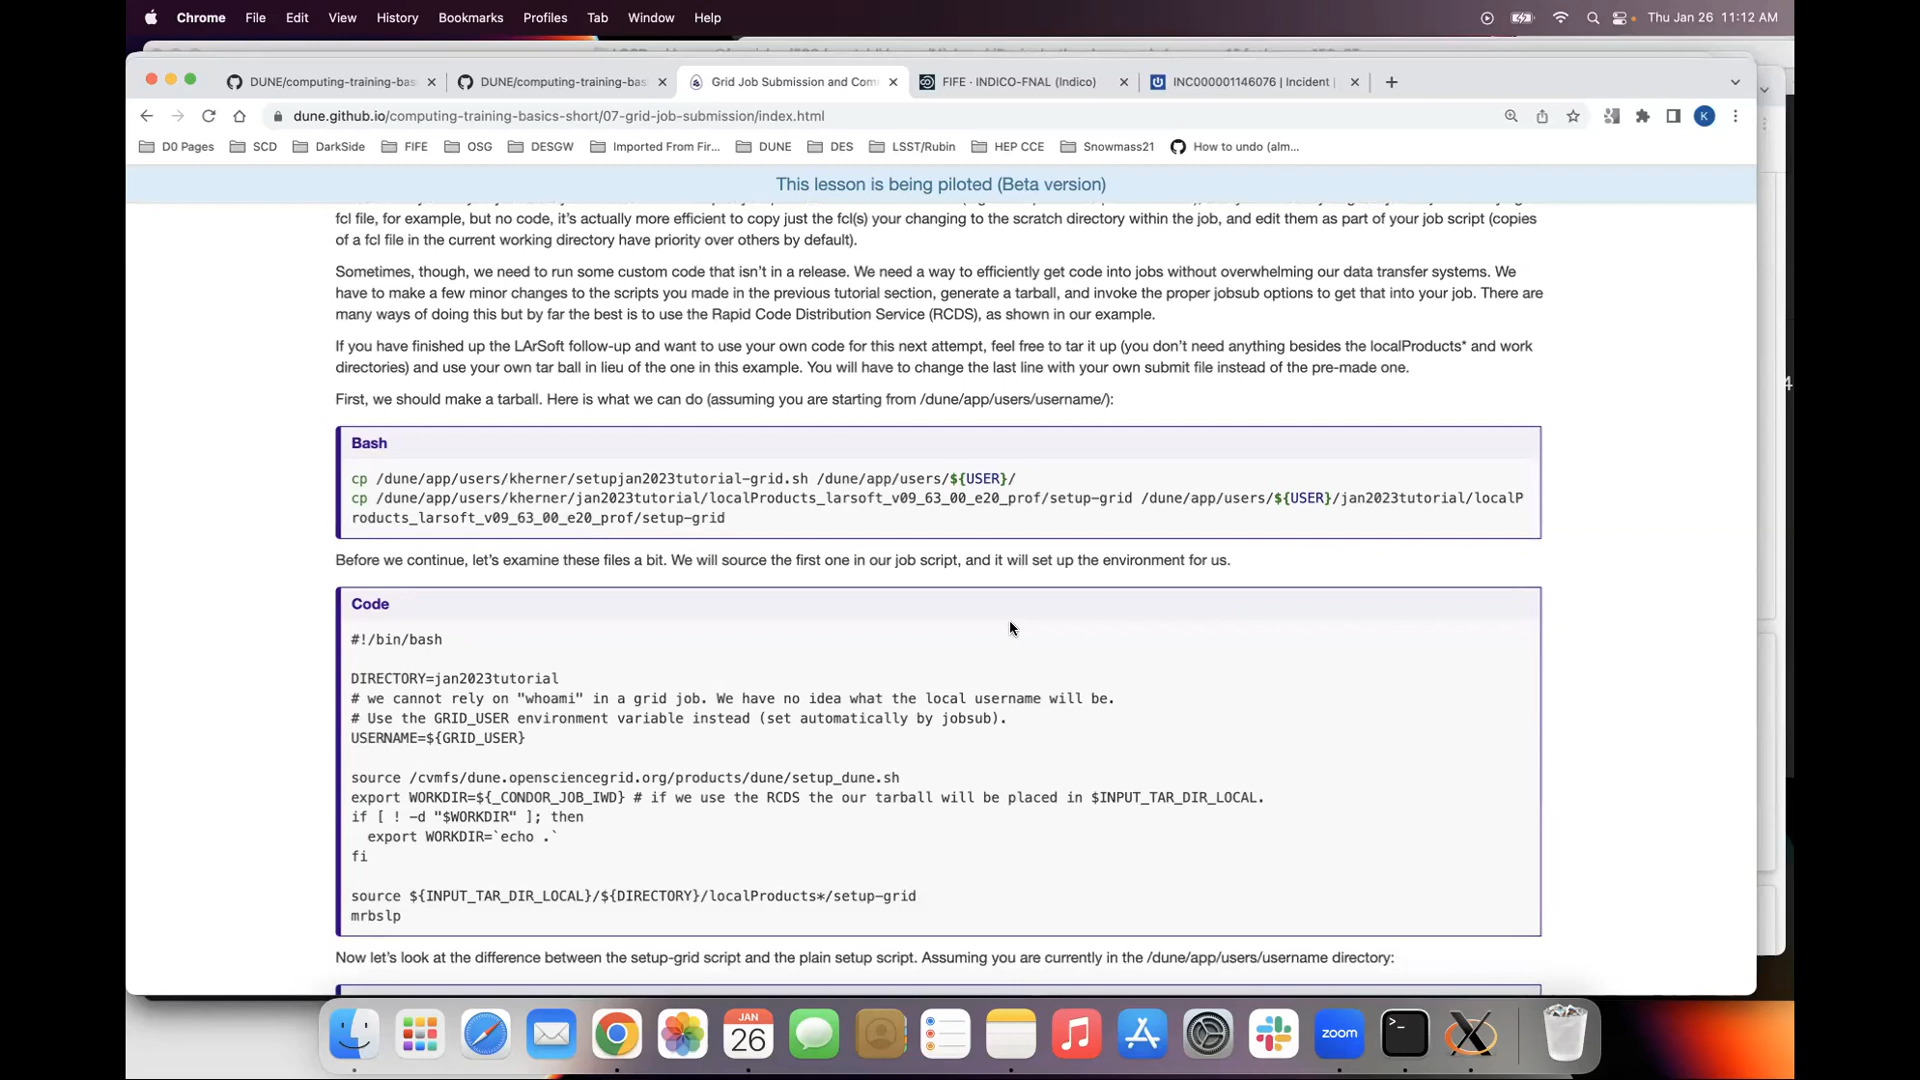 Chrome File Edit View History Bookmarks Profiles Tab Window Help Thu Jan 26 11:12 AM
DUNE/computing-training-bas DUNE/computing-training-bas Grid Job Submission and Com FIFE · INDICO-FNAL (Indico) INC000001146076 | Incident |
dune.github.io/computing-training-basics-short/07-grid-job-submission/index.html K
D0 Pages SCD DarkSide FIFE OSG DESGW Imported From Fir... DUNE DES LSST/Rubin HEP CCE Snowmass21 How to undo (alm...
This lesson is being piloted (Beta version)
fcl file, for example, but no code, it's actually more efficient to copy just the fcl(s) your changing to the scratch directory within the job, and edit them as part of your job script (copies
of a fcl file in the current working directory have priority over others by default).
Sometimes, though, we need to run some custom code that isn't in a release. We need a way to efficiently get code into jobs without overwhelming our data transfer systems. We
have to make a few minor changes to the scripts you made in the previous tutorial section, generate a tarball, and invoke the proper jobsub options to get that into your job. There are
many ways of doing this but by far the best is to use the Rapid Code Distribution Service (RCDS), as shown in our example.
If you have finished up the LArSoft follow-up and want to use your own code for this next attempt, feel free to tar it up (you don't need anything besides the localProducts* and work
directories) and use your own tar ball in lieu of the one in this example. You will have to change the last line with your own submit file instead of the pre-made one.
First, we should make a tarball. Here is what we can do (assuming you are starting from /dune/app/users/username/):
Bash
cp /dune/app/users/kherner/setupjan2023tutorial-grid.sh /dune/app/users/${USER}/
cp /dune/app/users/kherner/jan2023tutorial/localProducts_larsoft_v09_63_00_e20_prof/setup-grid /dune/app/users/${USER}/jan2023tutorial/localP
roducts_larsoft_v09_63_00_e20_prof/setup-grid
Before we continue, let's examine these files a bit. We will source the first one in our job script, and it will set up the environment for us.
Code
#!/bin/bash
DIRECTORY=jan2023tutorial
# we cannot rely on "whoami" in a grid job. We have no idea what the local username will be.
# Use the GRID_USER environment variable instead (set automatically by jobsub).
USERNAME=${GRID_USER}
source /cvmfs/dune.opensciencegrid.org/products/dune/setup_dune.sh
export WORKDIR=${_CONDOR_JOB_IWD} # if we use the RCDS the our tarball will be placed in $INPUT_TAR_DIR_LOCAL.
if [ ! -d "$WORKDIR" ]; then
export WORKDIR=`echo .`
fi
source ${INPUT_TAR_DIR_LOCAL}/${DIRECTORY}/localProducts*/setup-grid
mrbslp
Now let's look at the difference between the setup-grid script and the plain setup script. Assuming you are currently in the /dune/app/users/username directory:
4
JAN
26
zoom
>_